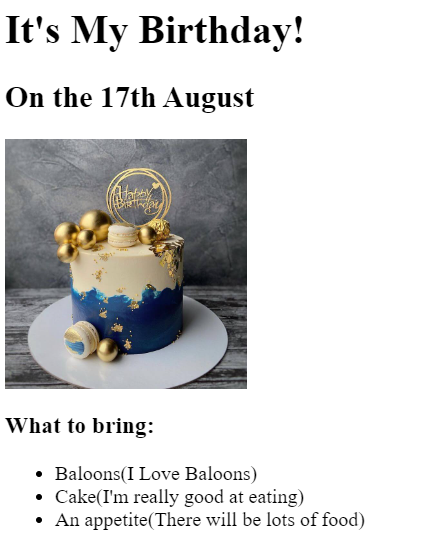 It's My Birthday!
On the 17th August
Happy
Birthday
What to bring:
Baloons(I Love Baloons)
Cake(I'm really good at eating)
An appetite(There will be lots of food)